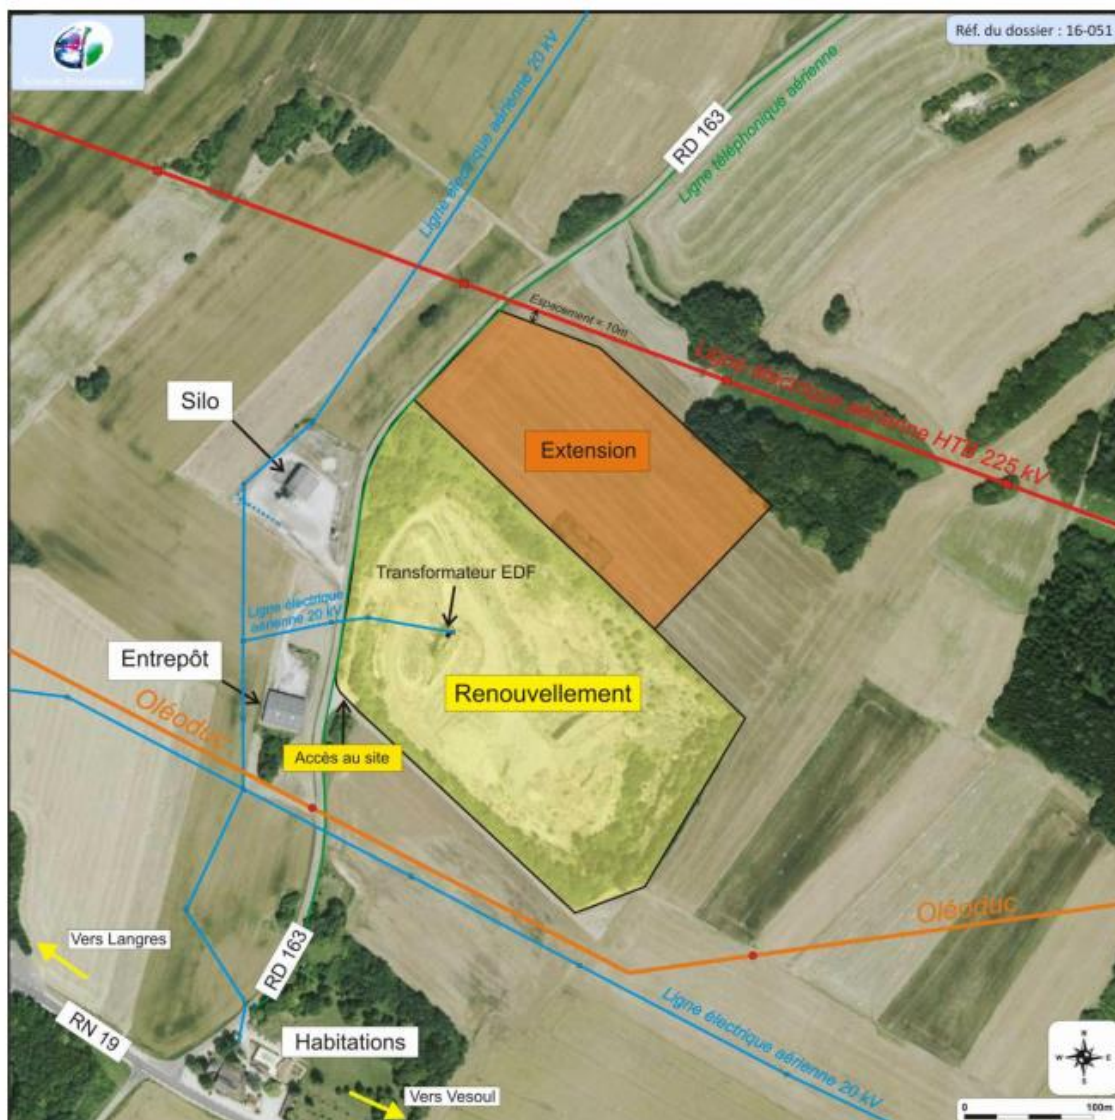 Réf. du dossier : 16-051
Ligne électrique aérienne 20 kV
RD 163
Ligne téléphonique aérienne
Espacement = 10m
Ligne électrique aérienne HTB 225 kV
Silo
Extension
Transformateur EDF
Ligne électrique
aérienne 20 kV
Entrepôt
Renouvellement
Oléoduc
Accès au site
Oléoduc
Vers Langres
RD 163
Ligne électrique aérienne 20 kV
RN 19
Habitations
Vers Vesoul
N
W
E
S
0
100m